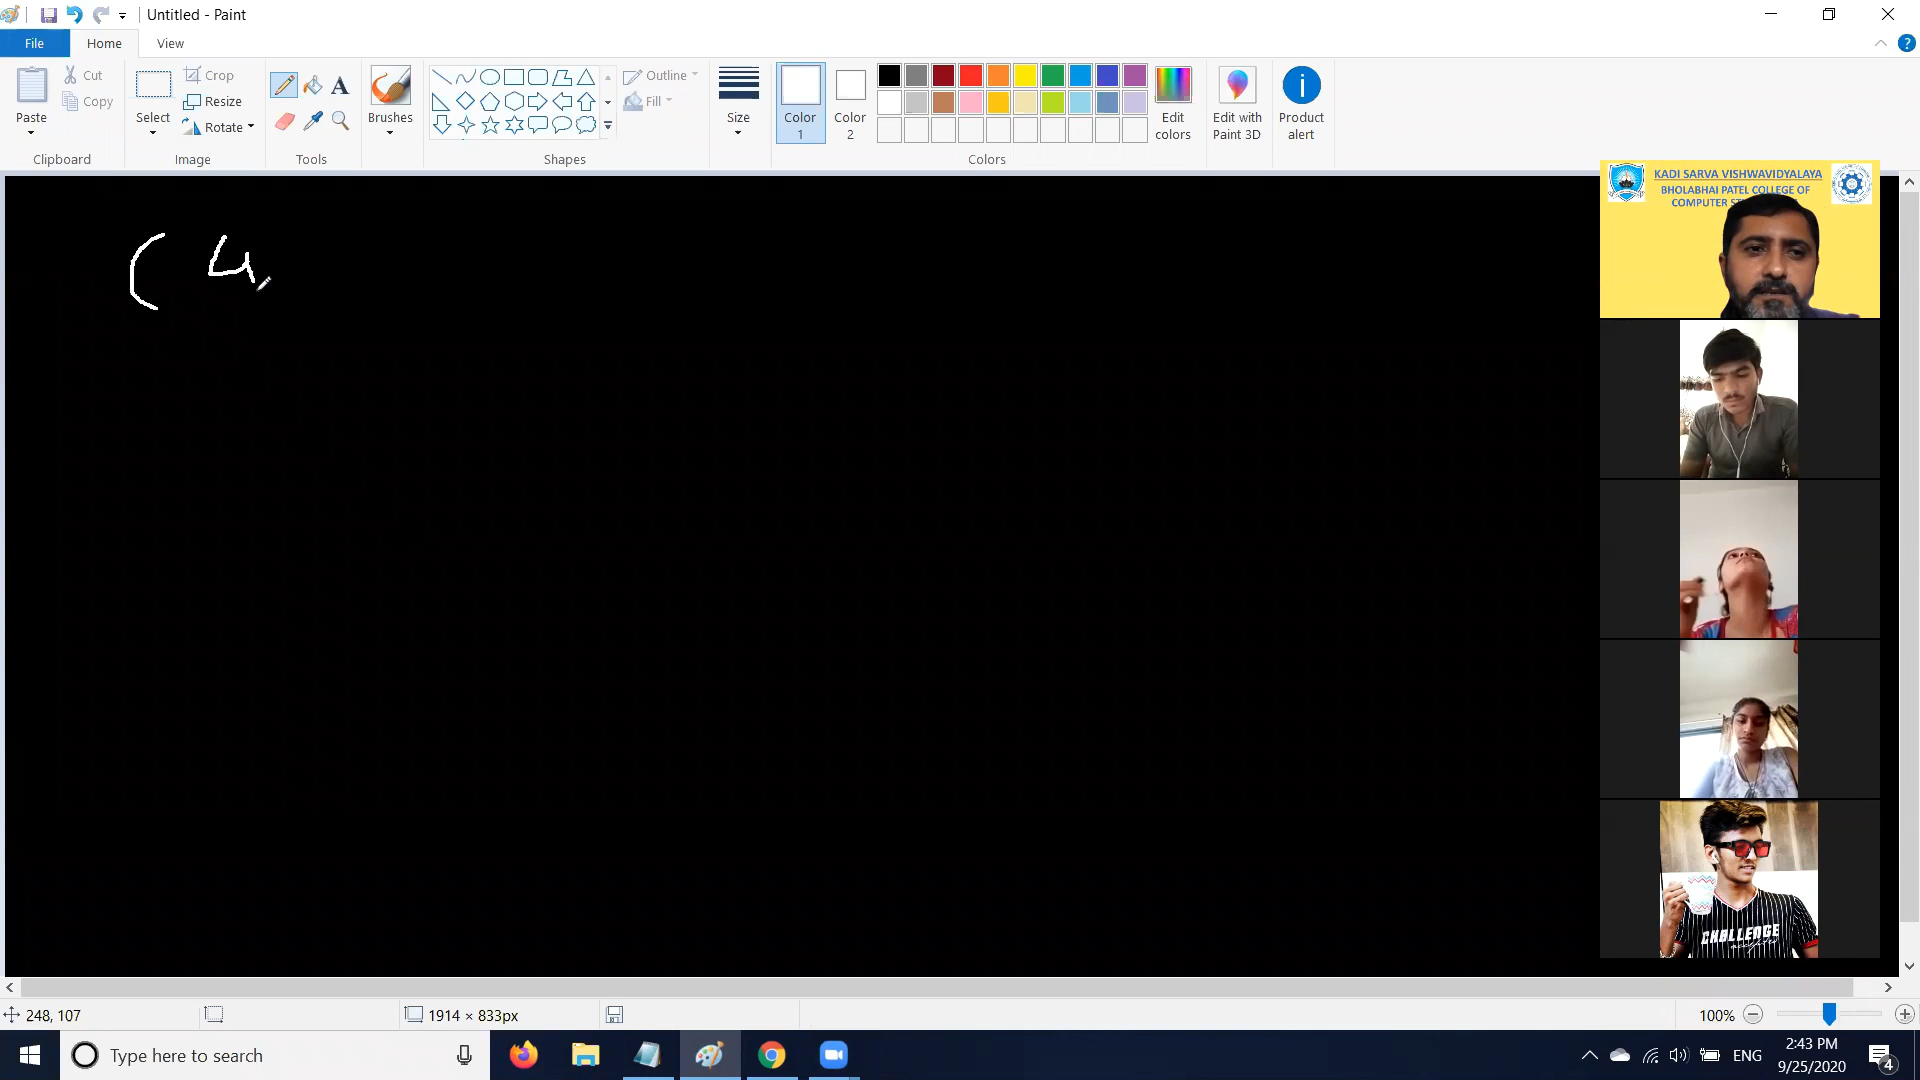 Untitled - Paint
File
Home
View
Paste
Cut
Copy
Clipboard
Select
Crop
Resize
Rotate
Image
A
Tools
Brushes
Outline
Fill
Shapes
Size
Color 1
Color 2
Edit colors
Colors
Edit with Paint 3D
Product alert
( 4
KADI SARVA VISHWAVIDYALAYA
BHOLABHAI PATEL COLLEGE OF
CHALLENGE
248, 107
1914 × 833px
100%
Type here to search
ENG
2:43 PM
9/25/2020
4